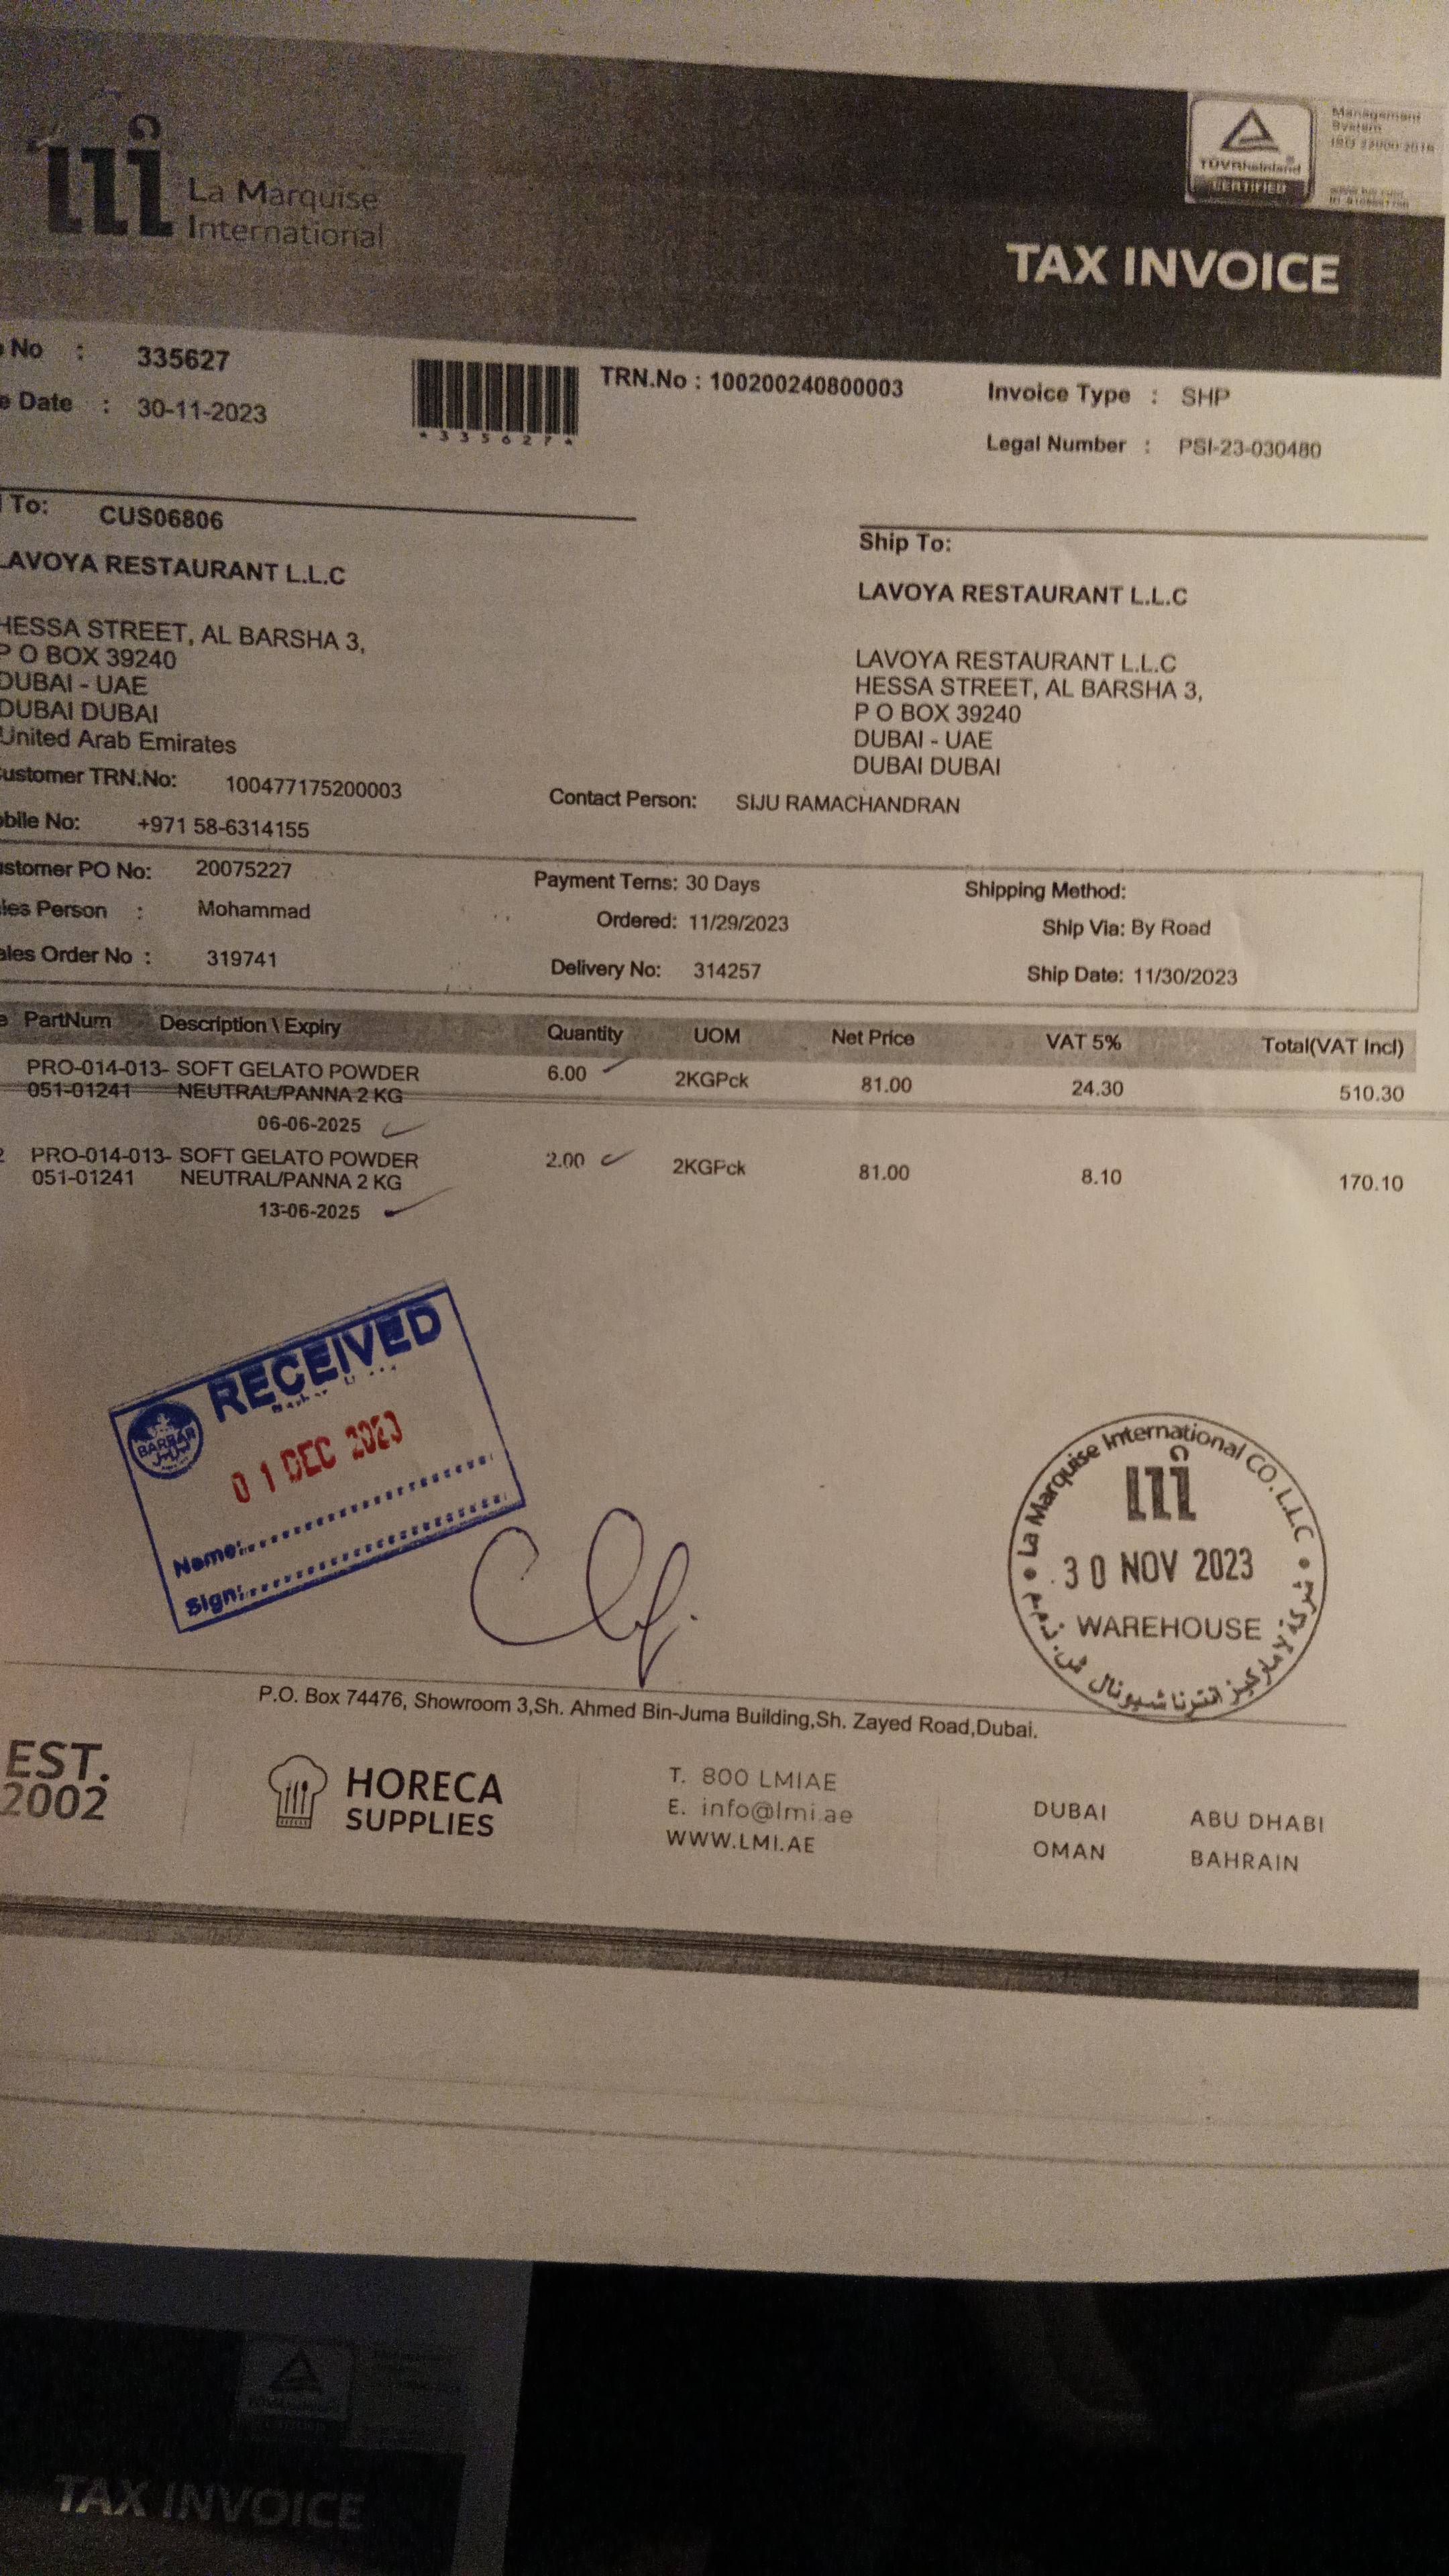 La Marquise
International
TÜVRheinland
CERTIFIED
Management
System
ISO 22000:2018
TAX INVOICE
No : 335627
e Date : 30-11-2023
*335627*
TRN.No : 100200240800003
Invoice Type : SHP
Legal Number : PSI-23-030480
To: CUS06806
LAVOYA RESTAURANT L.L.C
HESSA STREET, AL BARSHA 3,
P O BOX 39240
DUBAI - UAE
DUBAI DUBAI
United Arab Emirates
ustomer TRN.No: 100477175200003
obile No: +971 58-6314155
Ship To:
LAVOYA RESTAURANT L.L.C
LAVOYA RESTAURANT L.L.C
HESSA STREET, AL BARSHA 3,
P O BOX 39240
DUBAI - UAE
DUBAI DUBAI
Contact Person: SIJU RAMACHANDRAN
ustomer PO No: 20075227
les Person : Mohammad
ales Order No : 319741
Payment Terns: 30 Days
Ordered: 11/29/2023
Delivery No: 314257
Shipping Method:
Ship Via: By Road
Ship Date: 11/30/2023
e PartNum Description \ Expiry Quantity UOM Net Price VAT 5% Total(VAT Incl)
PRO-014-013- SOFT GELATO POWDER 6.00 2KGPck 81.00 24.30 510.30
051-01241 NEUTRAL/PANNA 2 KG
06-06-2025
2 PRO-014-013- SOFT GELATO POWDER 2.00 2KGPck 81.00 8.10 170.10
051-01241 NEUTRAL/PANNA 2 KG
13-06-2025
RECEIVED
BARBAR
01 DEC 2023
Name:
Sign:
La Marquise International CO. L.L.C
30 NOV 2023
WAREHOUSE
شركة لاماركيز انترناشيونال ش.ذ.م.م
P.O. Box 74476, Showroom 3,Sh. Ahmed Bin-Juma Building,Sh. Zayed Road,Dubai.
EST.
2002
HORECA
SUPPLIES
T. 800 LMIAE
E. info@lmi.ae
WWW.LMI.AE
DUBAI ABU DHABI
OMAN BAHRAIN
TAX INVOICE